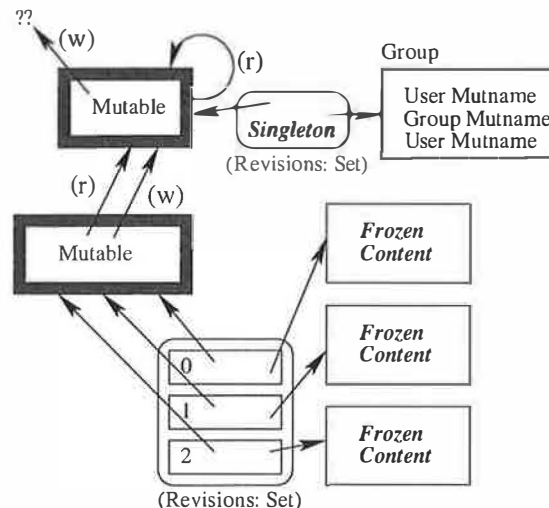 ??
(w)
(r)
Group
Mutable
User Mutname
Group Mutname
User Mutname
Singleton
(Revisions: Set)
(r)
(w)
Mutable
Frozen
Content
0
Frozen
Content
1
2
Frozen
Content
(Revisions: Set)